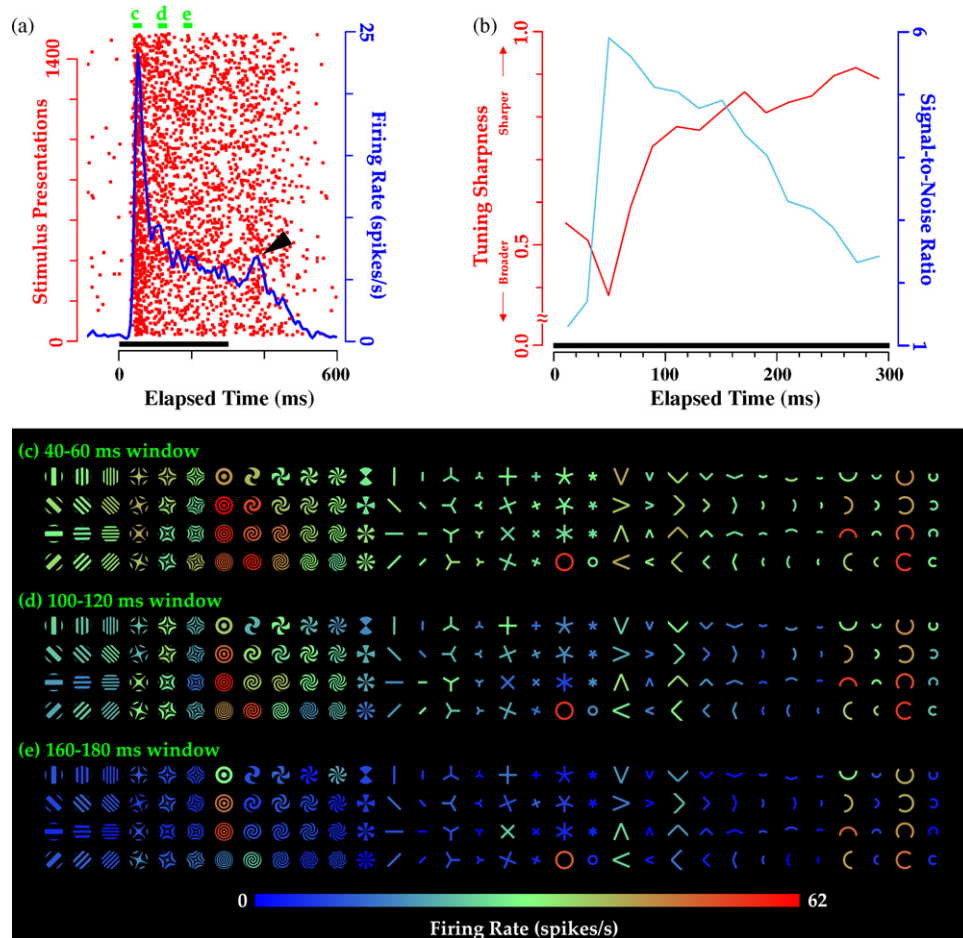 (a)
c d e
Stimulus Presentations
1400
0
25
0
Firing Rate (spikes/s)
0 600
Elapsed Time (ms)
(b)
Tuning Sharpness
Sharper
Broader
1.0
0.5
0.0
6
1
Signal-to-Noise Ratio
0 100 200 300
Elapsed Time (ms)
(c) 40-60 ms window
(d) 100-120 ms window
(e) 160-180 ms window
0 62
Firing Rate (spikes/s)